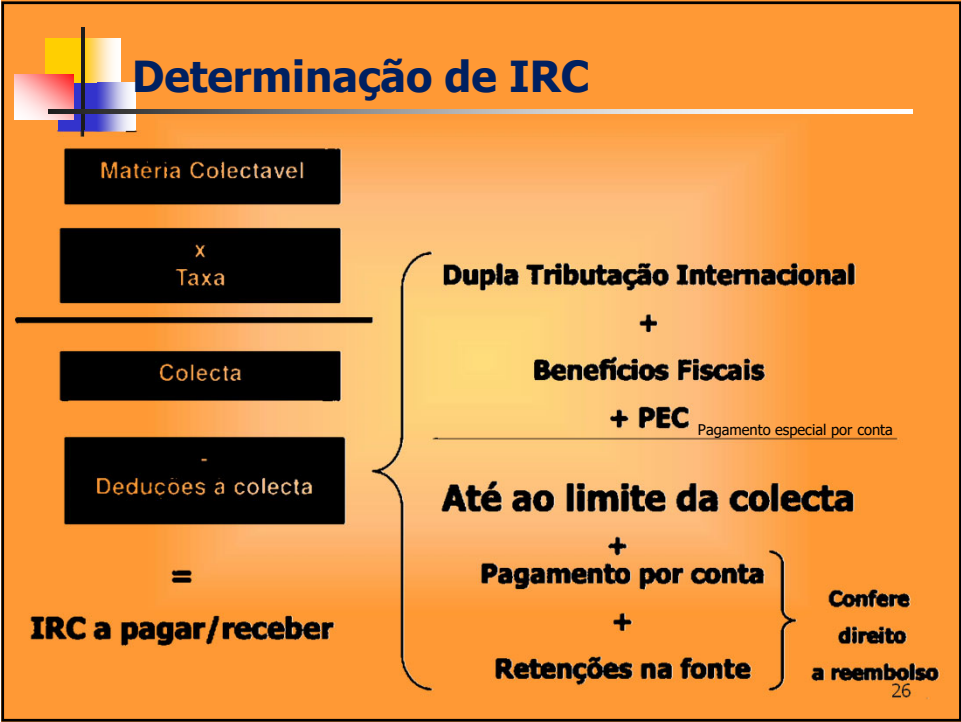 Determinação de IRC
Matéria Colectavel
x
Taxa
Colecta
-
Deduções a colecta
=
IRC a pagar/receber
Dupla Tributação Internacional
+
Benefícios Fiscais
+ PEC Pagamento especial por conta
Até ao limite da colecta
+
Pagamento por conta
+
Retenções na fonte
Confere
direito
a reembolso
26